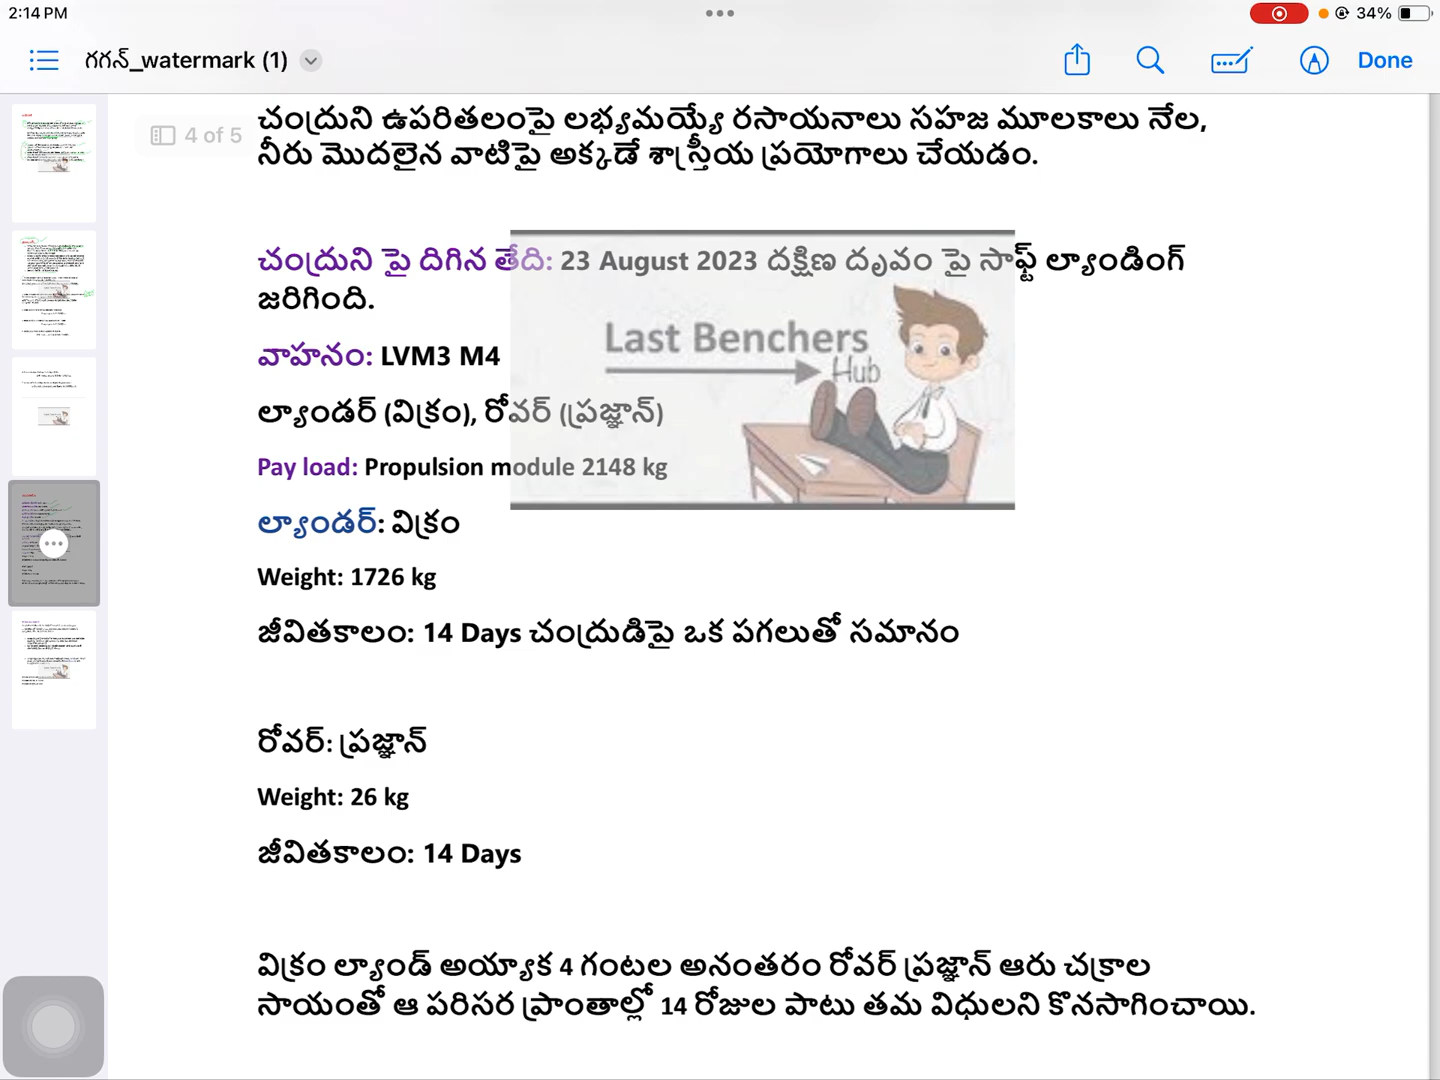 2:14 PM
34%
గగన్_watermark (1)
Done
4 of 5
చంద్రుని ఉపరితలంపై లభ్యమయ్యే రసాయనాలు సహజ మూలకాలు నేల,
నీరు మొదలైన వాటిపై అక్కడే శాస్త్రీయ ప్రయోగాలు చేయడం.
చంద్రుని పై దిగిన తేది: 23 August 2023 దక్షిణ దృవం పై సాఫ్ట్ ల్యాండింగ్
జరిగింది.
Last Benchers
Hub
వాహనం: LVM3 M4
ల్యాండర్ (విక్రం), రోవర్ (ప్రజ్ఞాన్)
Pay load: Propulsion module 2148 kg
ల్యాండర్: విక్రం
Weight: 1726 kg
జీవితకాలం: 14 Days చంద్రుడిపై ఒక పగలుతో సమానం
రోవర్: ప్రజ్ఞాన్
Weight: 26 kg
జీవితకాలం: 14 Days
విక్రం ల్యాండ్ అయ్యాక 4 గంటల అనంతరం రోవర్ ప్రజ్ఞాన్ ఆరు చక్రాల
సాయంతో ఆ పరిసర ప్రాంతాల్లో 14 రోజుల పాటు తమ విధులని కొనసాగించాయి.